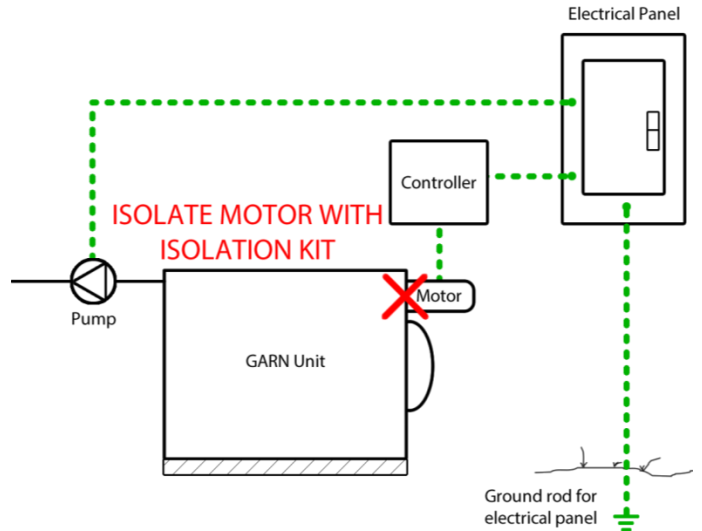 Electrical Panel
Controller
ISOLATE MOTOR WITH
ISOLATION KIT
Motor
Pump
GARN Unit
Ground rod for
electrical panel